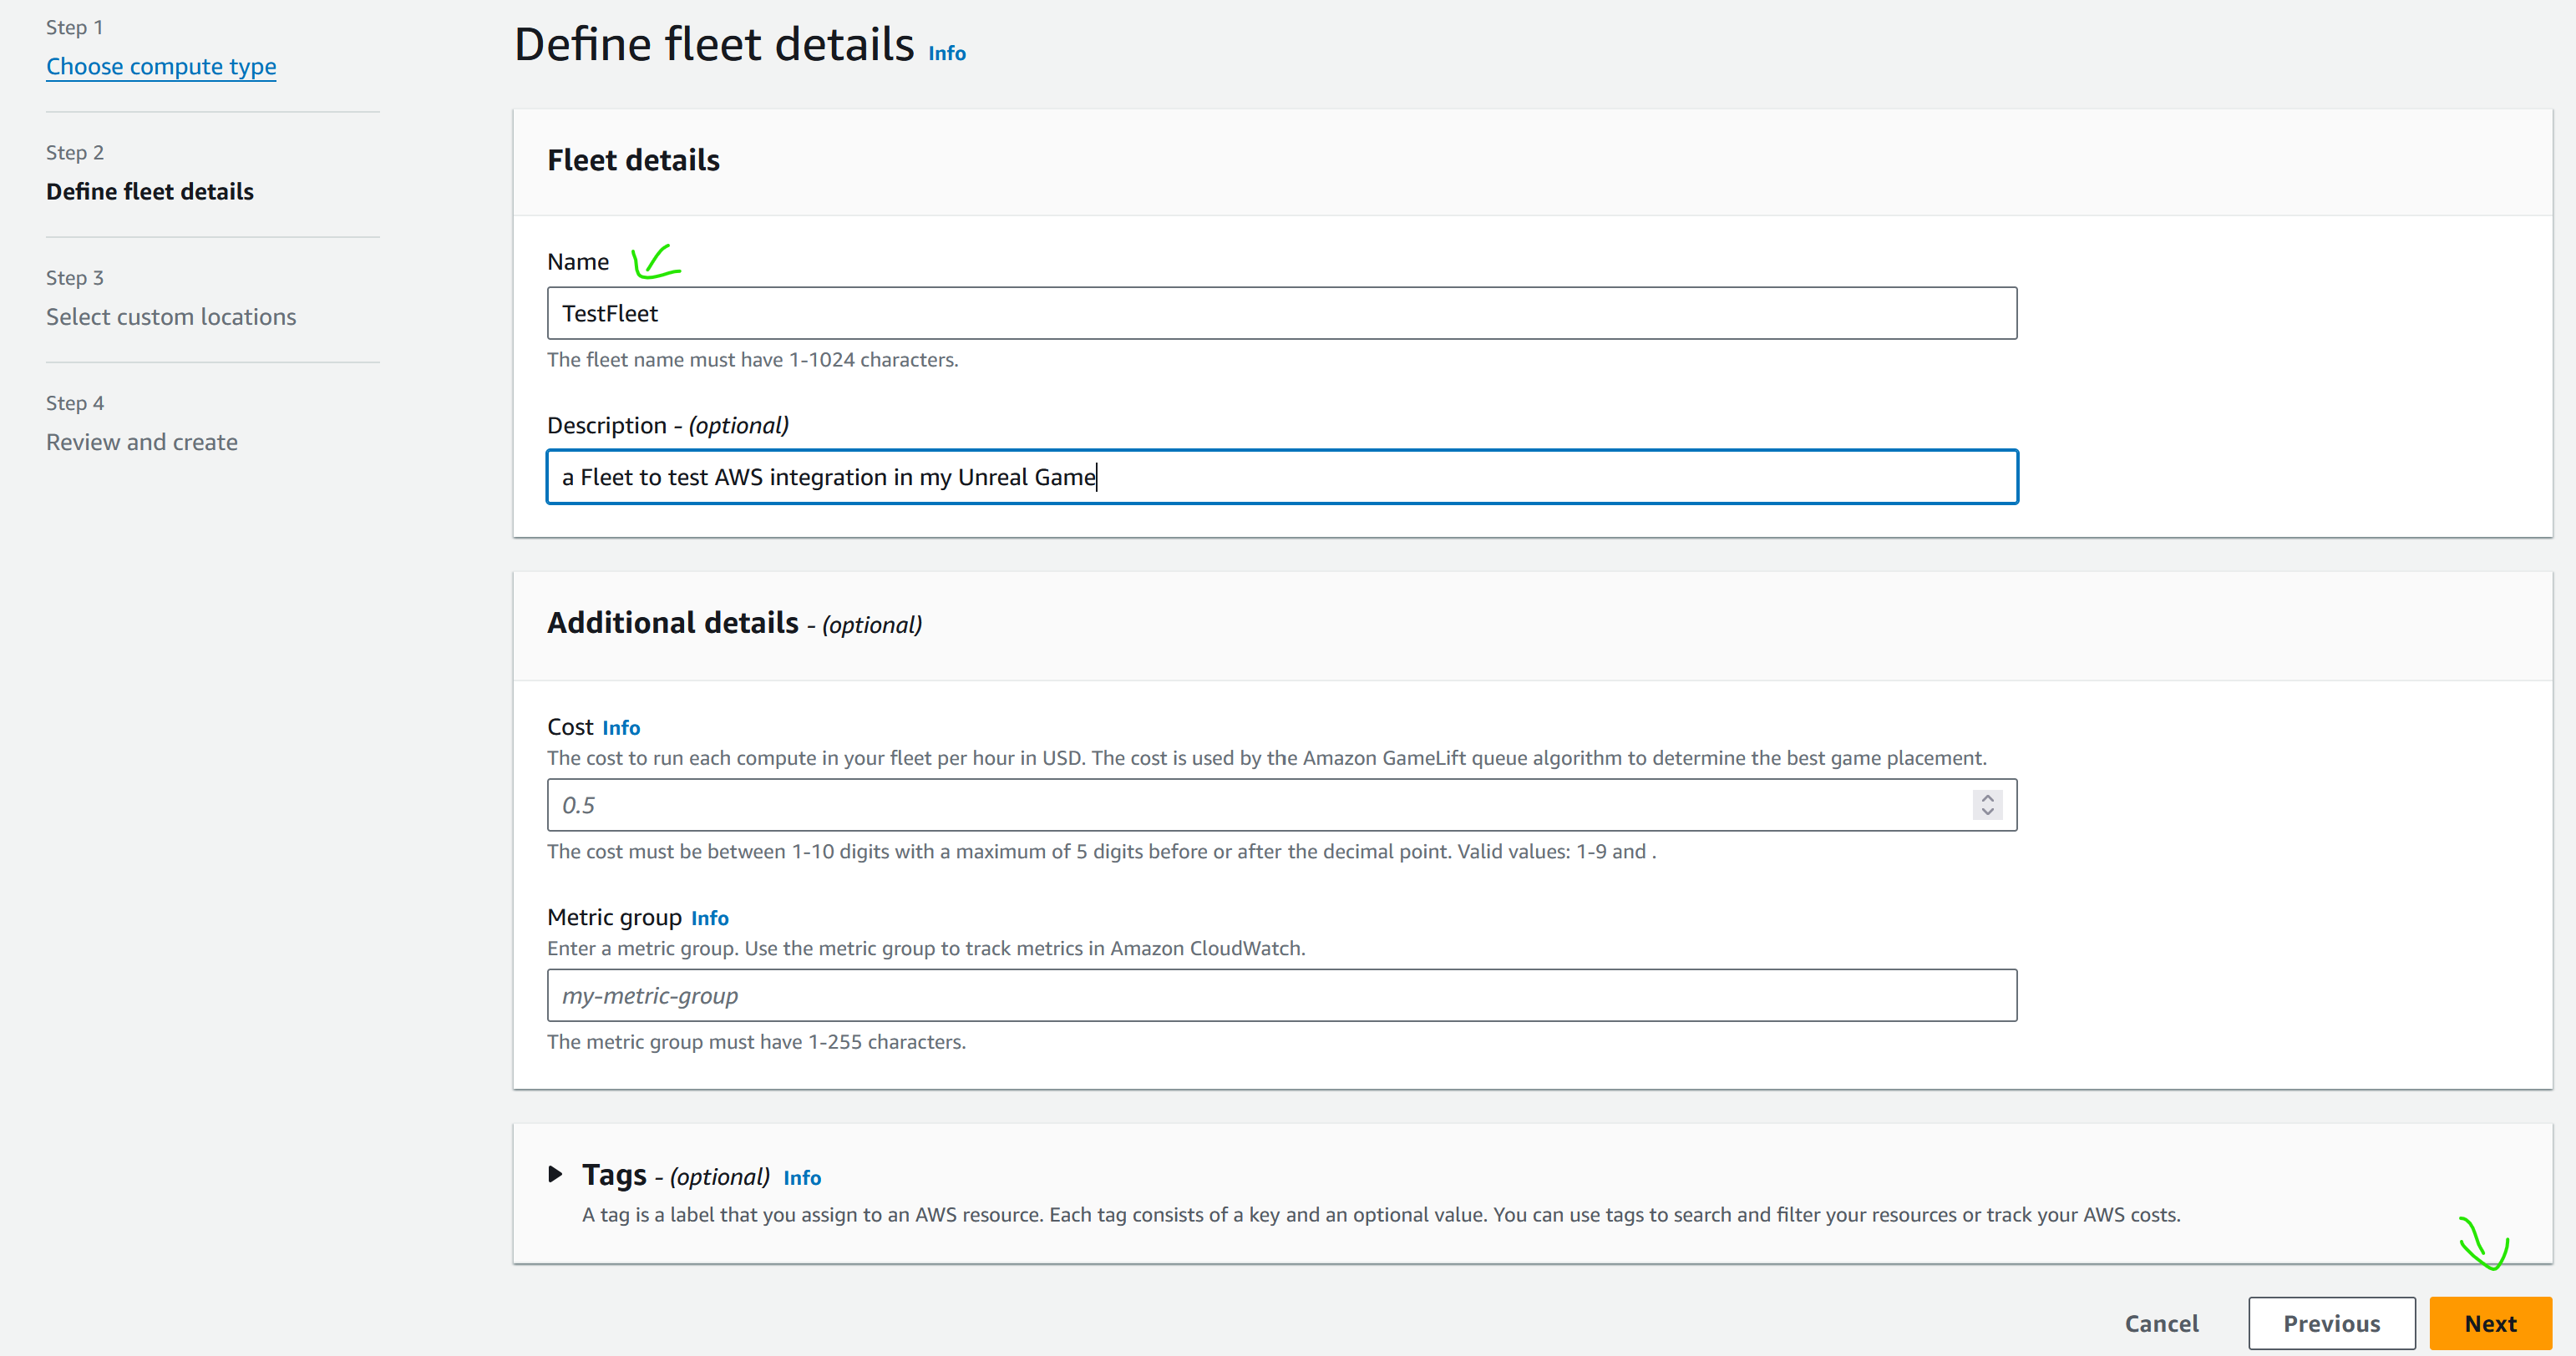 Step 1
Choose compute type
Step 2
Define fleet details
Step 3
Select custom locations
Step 4
Review and create
Define fleet details Info
Fleet details
Name
TestFleet
The fleet name must have 1-1024 characters.
Description - (optional)
a Fleet to test AWS integration in my Unreal Game
Additional details - (optional)
Cost Info
The cost to run each compute in your fleet per hour in USD. The cost is used by the Amazon GameLift queue algorithm to determine the best game placement.
0.5
The cost must be between 1-10 digits with a maximum of 5 digits before or after the decimal point. Valid values: 1-9 and .
Metric group Info
Enter a metric group. Use the metric group to track metrics in Amazon CloudWatch.
my-metric-group
The metric group must have 1-255 characters.
Tags - (optional) Info
A tag is a label that you assign to an AWS resource. Each tag consists of a key and an optional value. You can use tags to search and filter your resources or track your AWS costs.
Cancel Previous Next